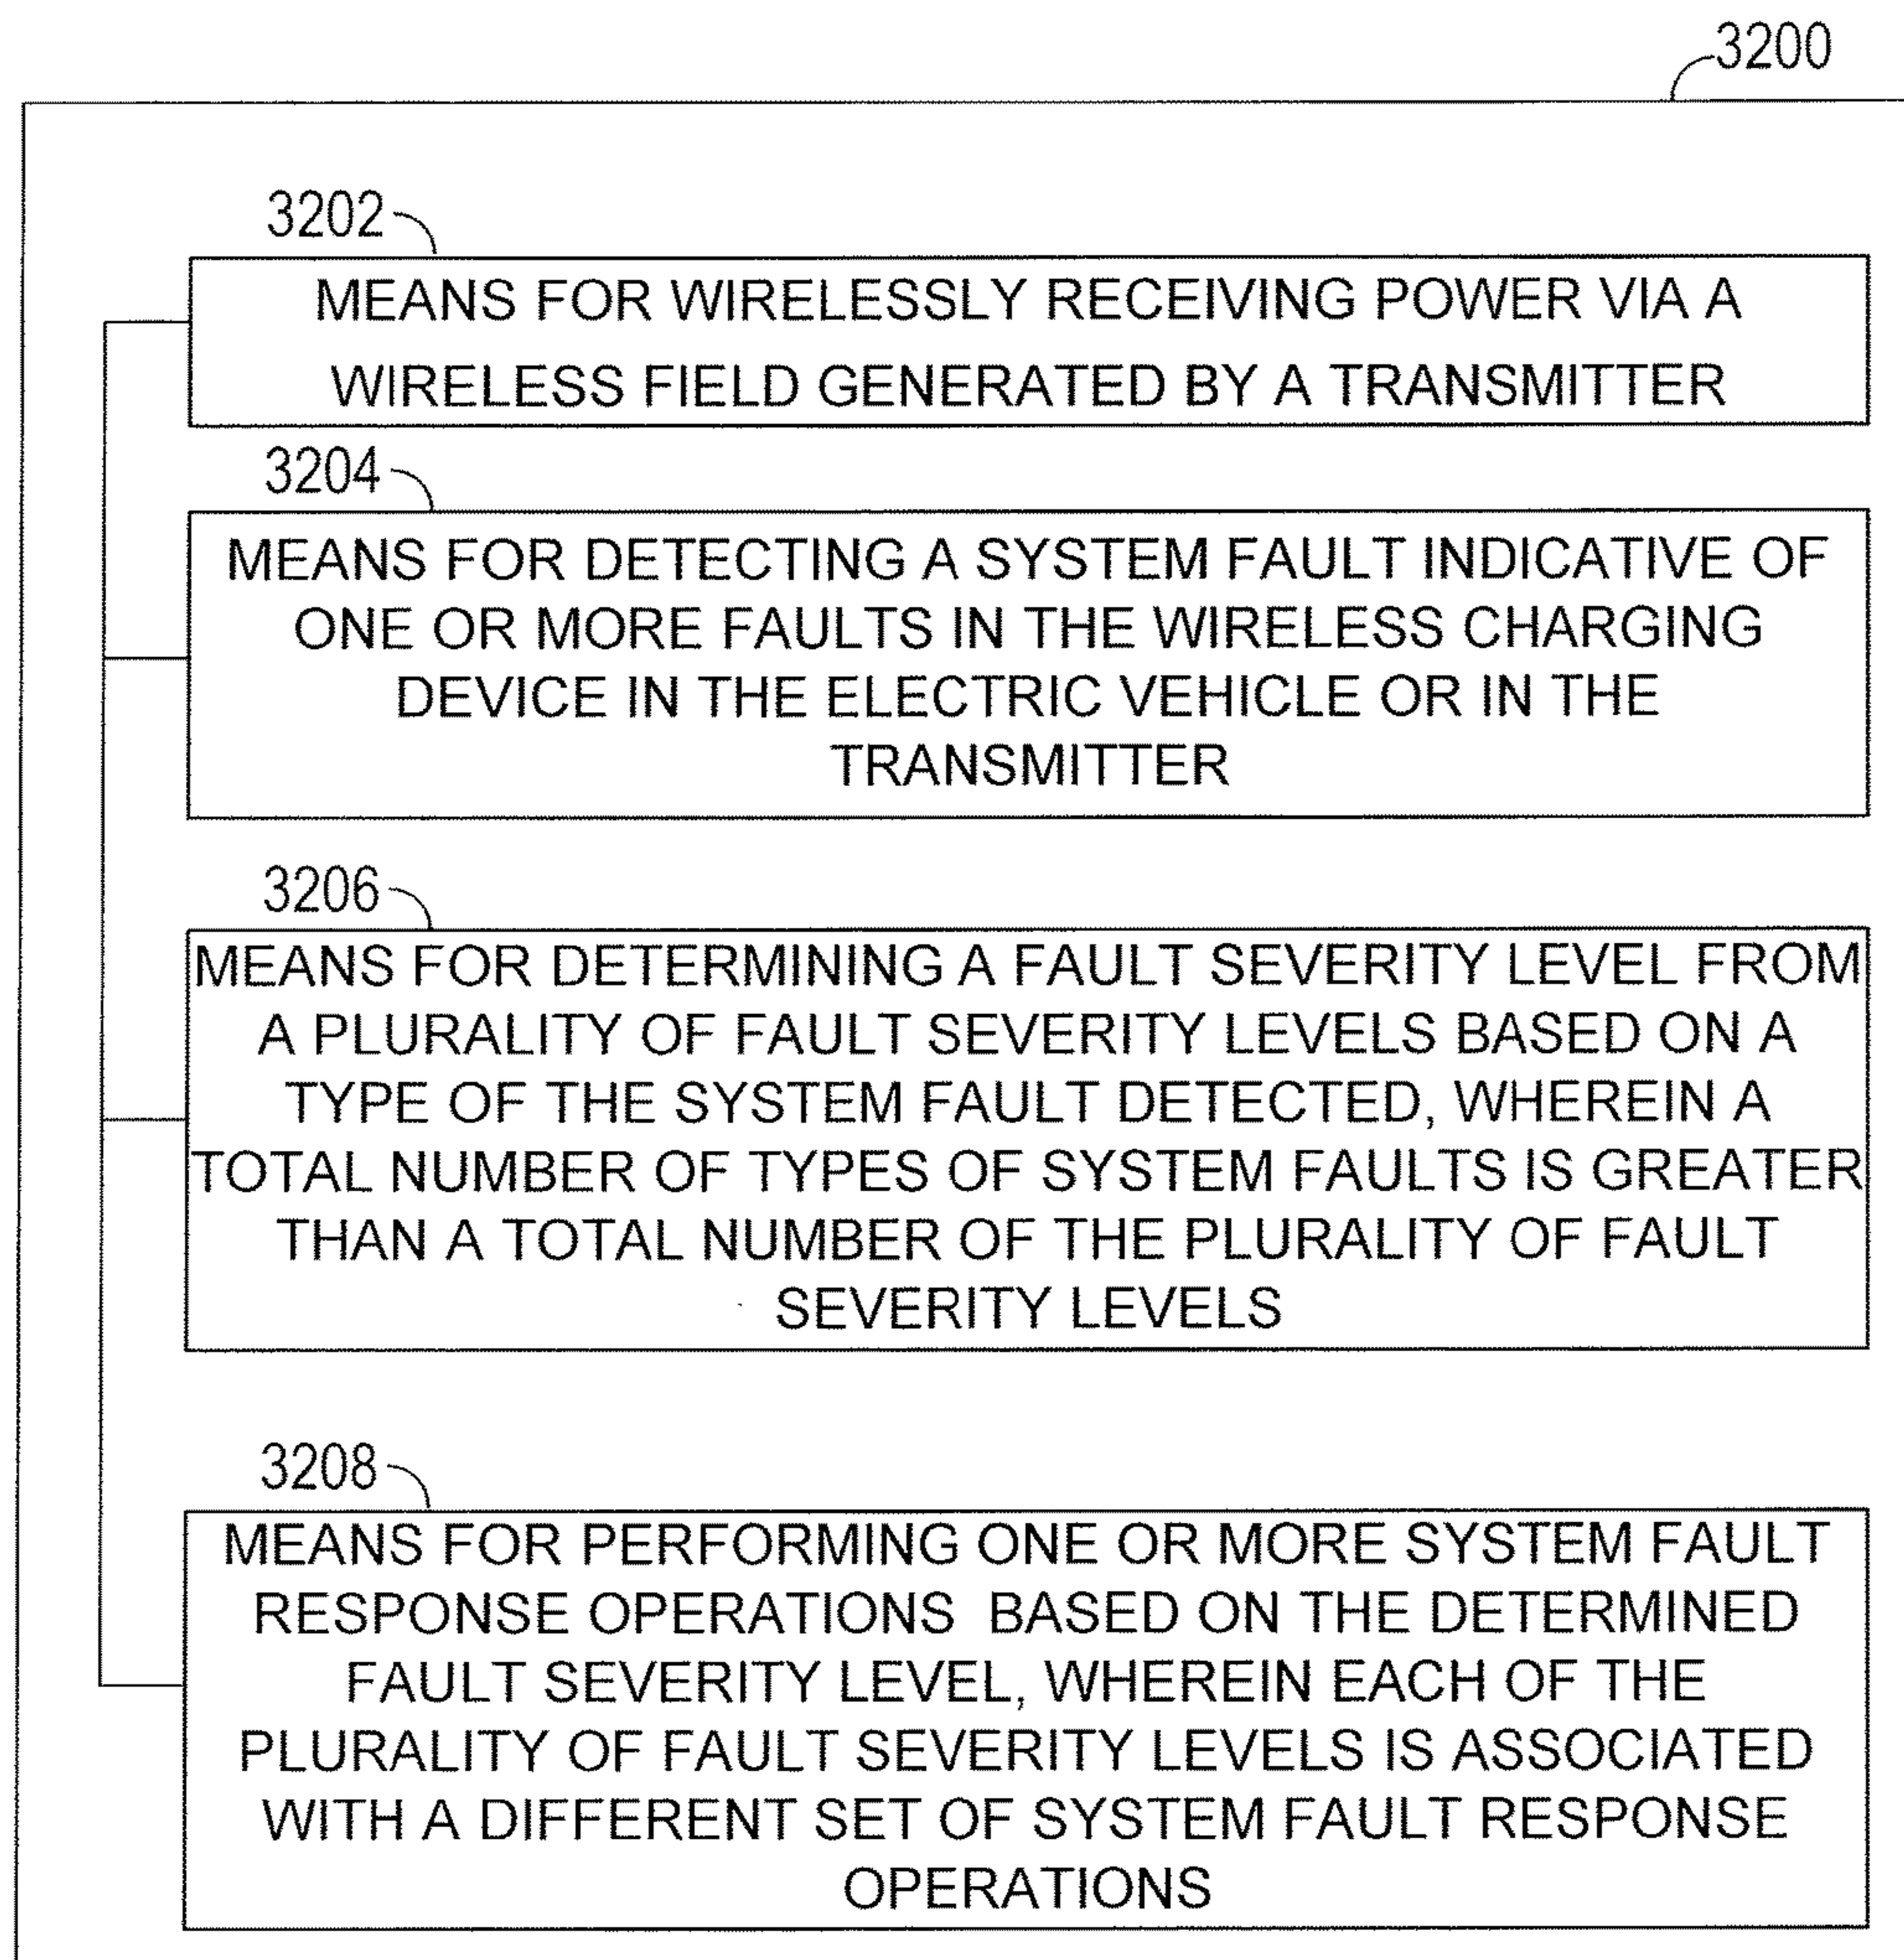 3200
3202
MEANS FOR WIRELESSLY RECEIVING POWER VIA A
WIRELESS FIELD GENERATED BY A TRANSMITTER
3204
MEANS FOR DETECTING A SYSTEM FAULT INDICATIVE OF
ONE OR MORE FAULTS IN THE WIRELESS CHARGING
DEVICE IN THE ELECTRIC VEHICLE OR IN THE
TRANSMITTER
3206
MEANS FOR DETERMINING A FAULT SEVERITY LEVEL FROM
A PLURALITY OF FAULT SEVERITY LEVELS BASED ON A
TYPE OF THE SYSTEM FAULT DETECTED, WHEREIN A
TOTAL NUMBER OF TYPES OF SYSTEM FAULTS IS GREATER
THAN A TOTAL NUMBER OF THE PLURALITY OF FAULT
SEVERITY LEVELS
3208
MEANS FOR PERFORMING ONE OR MORE SYSTEM FAULT
RESPONSE OPERATIONS BASED ON THE DETERMINED
FAULT SEVERITY LEVEL, WHEREIN EACH OF THE
PLURALITY OF FAULT SEVERITY LEVELS IS ASSOCIATED
WITH A DIFFERENT SET OF SYSTEM FAULT RESPONSE
OPERATIONS